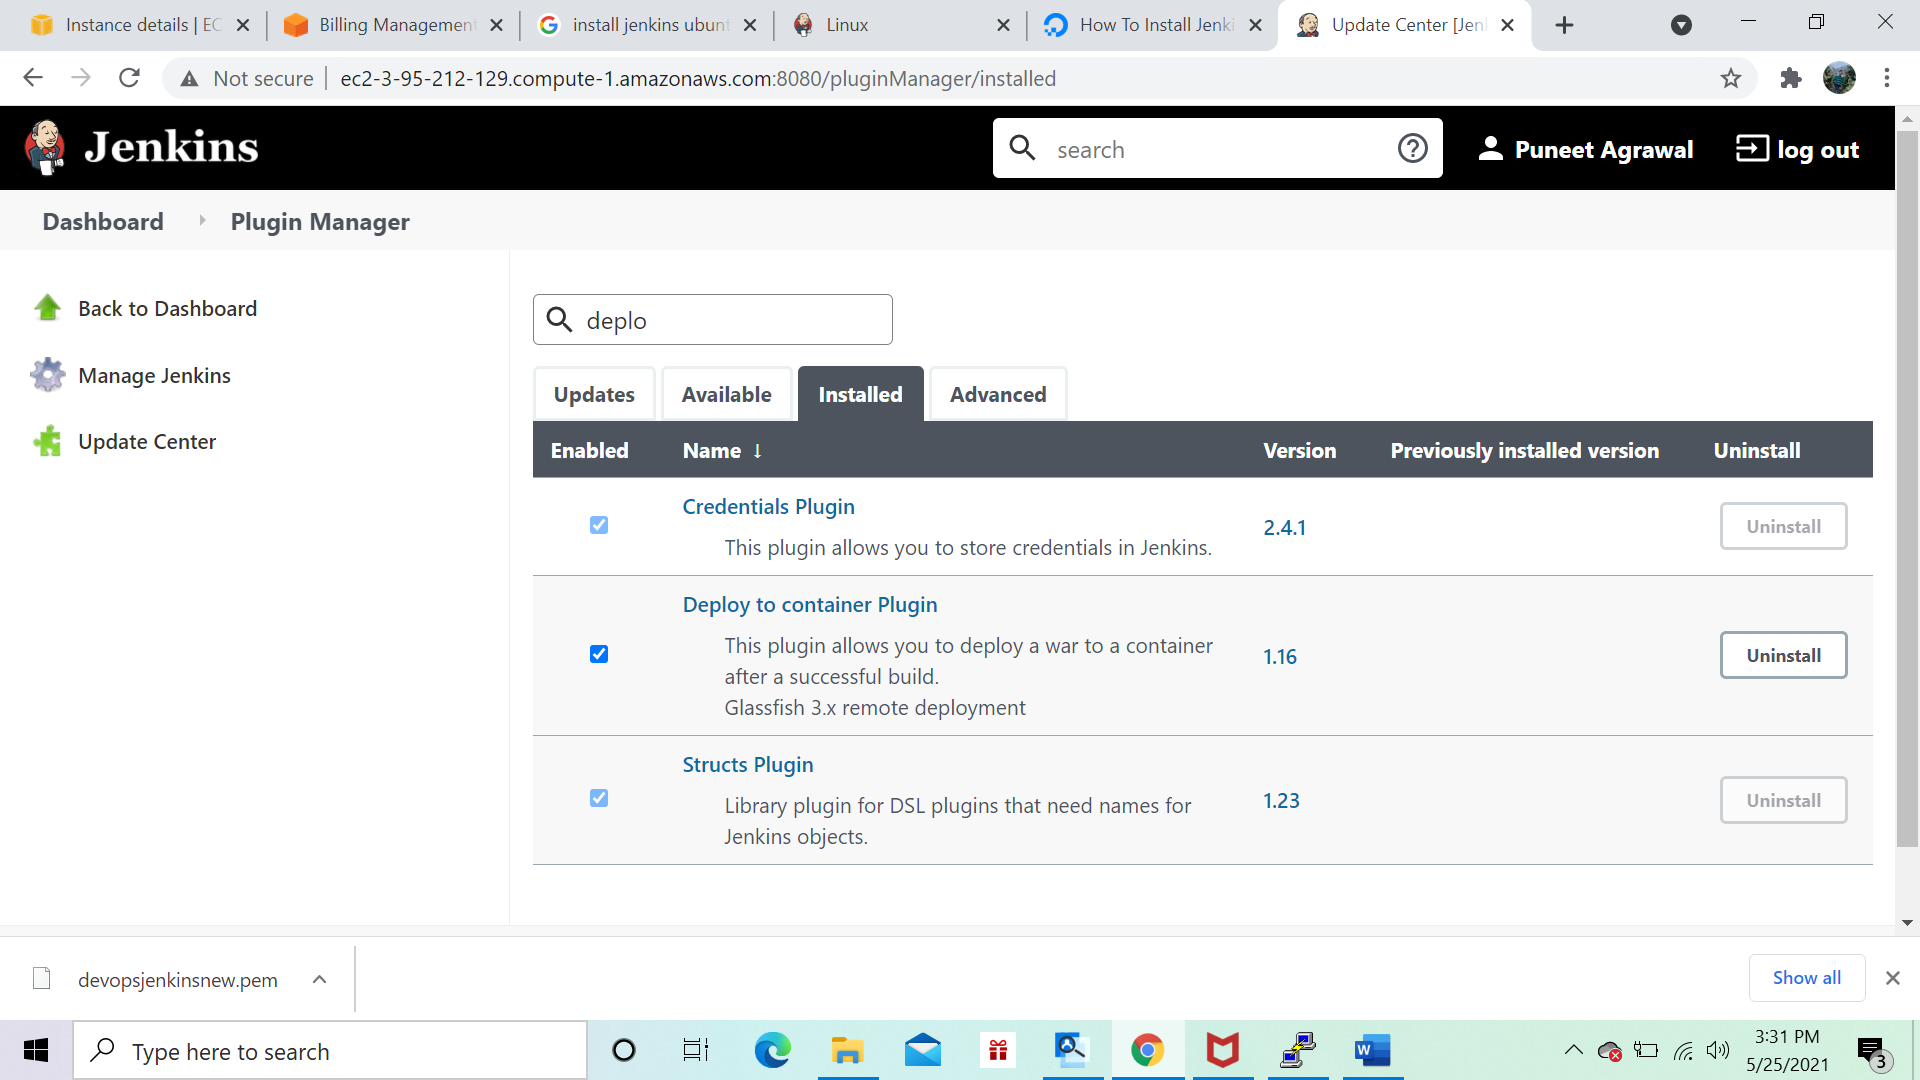 Instance details | EC
Billing Management
install jenkins ubunt
Linux
How To Install Jenki
Update Center [Jenk
Not secure
ec2-3-95-212-129.compute-1.amazonaws.com:8080/pluginManager/installed
Jenkins
search
Puneet Agrawal
log out
Dashboard
Plugin Manager
Back to Dashboard
Manage Jenkins
Update Center
deplo
Updates
Available
Installed
Advanced
Enabled
Name ↓
Version
Previously installed version
Uninstall
Credentials Plugin
This plugin allows you to store credentials in Jenkins.
2.4.1
Uninstall
Deploy to container Plugin
This plugin allows you to deploy a war to a container
after a successful build.
Glassfish 3.x remote deployment
1.16
Uninstall
Structs Plugin
Library plugin for DSL plugins that need names for
Jenkins objects.
1.23
Uninstall
devopsjenkinsnew.pem
Show all
Type here to search
3:31 PM
5/25/2021
3